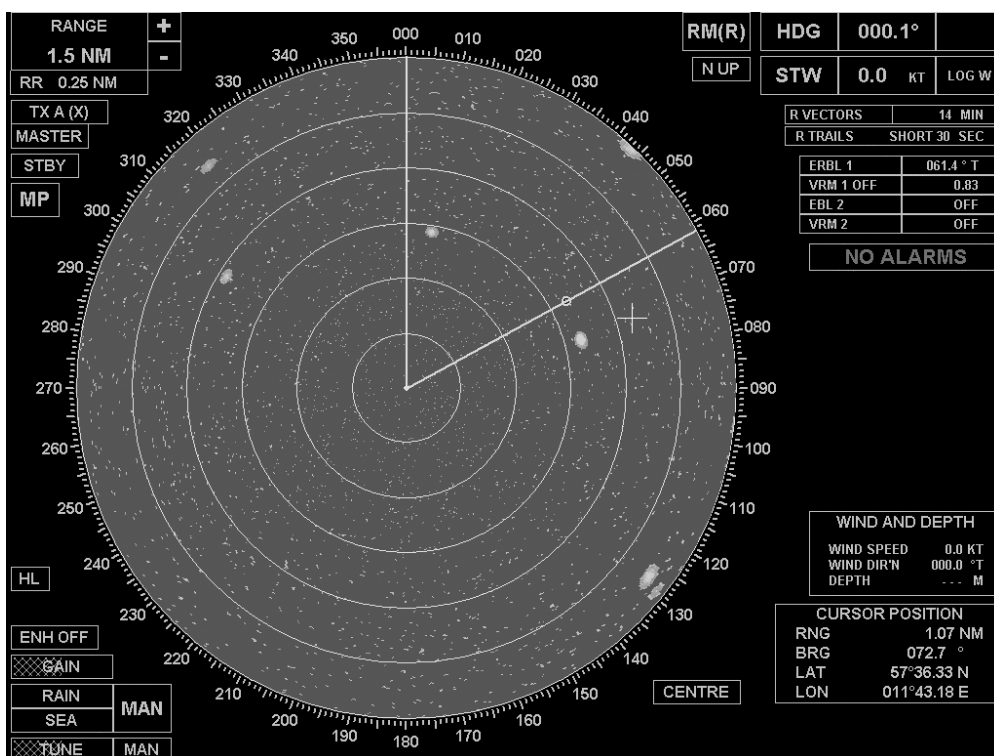 RANGE
+
1.5 NM
-
RR 0.25 NM
TX A (X)
MASTER
STBY
MP
RM(R)
N UP
HDG 000.1°
STW 0.0 KT LOG W
R VECTORS 14 MIN
R TRAILS SHORT 30 SEC
ERBL 1 061.4 ° T
VRM 1 OFF 0.83
EBL 2 OFF
VRM 2 OFF
NO ALARMS
000
010
020
030
040
050
060
070
080
090
100
110
120
130
140
150
160
170
180
190
200
210
220
230
240
250
260
270
280
290
300
310
320
340
350
WIND AND DEPTH
WIND SPEED 0.0 KT
WIND DIR'N 000.0 °T
DEPTH - - - M
CURSOR POSITION
RNG 1.07 NM
BRG 072.7 °
LAT 57°36.33 N
LON 011°43.18 E
CENTRE
HL
ENH OFF
GAIN
RAIN
SEA
MAN
TUNE MAN